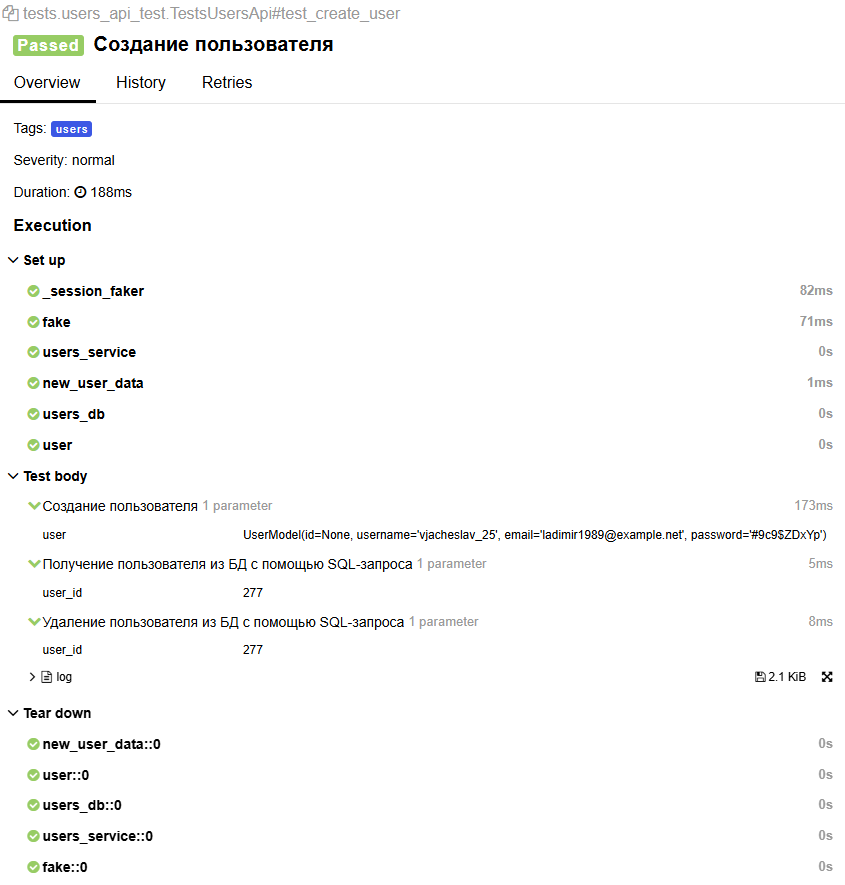 tests.users_api_test.TestsUsersApi#test_create_user
Passed Создание пользователя
Overview History Retries
Tags: users
Severity: normal
Duration: 188ms
Execution
Set up
_session_faker 82ms
fake 71ms
users_service 0s
new_user_data 1ms
users_db 0s
user 0s
Test body
Создание пользователя 1 parameter 173ms
user UserModel(id=None, username='vjacheslav_25', email='ladimir1989@example.net', password='#9c9$ZDxYp')
Получение пользователя из БД с помощью SQL-запроса 1 parameter 5ms
user_id 277
Удаление пользователя из БД с помощью SQL-запроса 1 parameter 8ms
user_id 277
log 2.1 KiB
Tear down
new_user_data::0 0s
user::0 0s
users_db::0 0s
users_service::0 0s
fake::0 0s